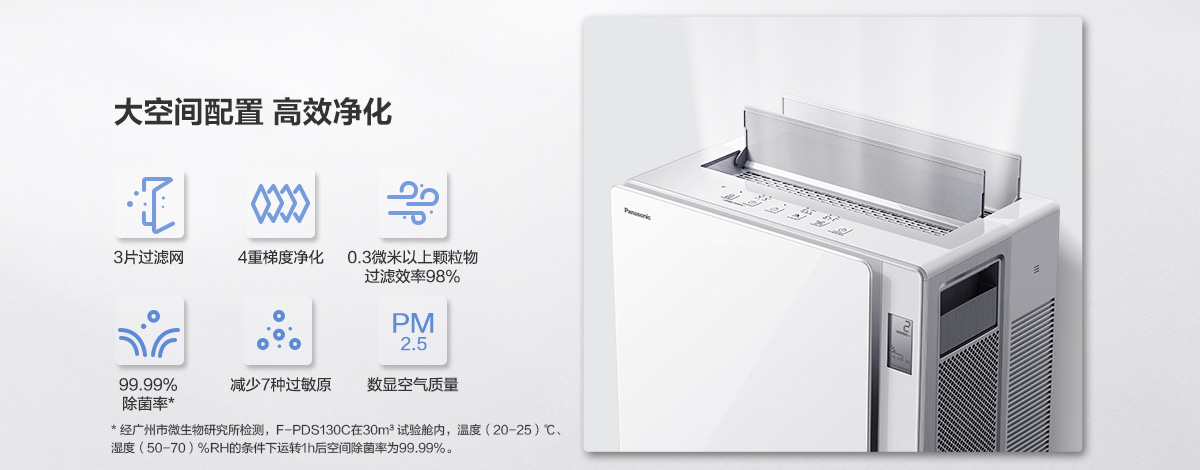 大空间配置 高效净化
3片过滤网
4重梯度净化
0.3微米以上颗粒物
过滤效率98%
PM
2.5
99.99%
除菌率*
减少7种过敏原
数显空气质量
* 经广州市微生物研究所检测，F-PDS130C在30m³ 试验舱内，温度（20-25）℃、
湿度（50-70）%RH的条件下运转1h后空间除菌率为99.99%。
Panasonic
2